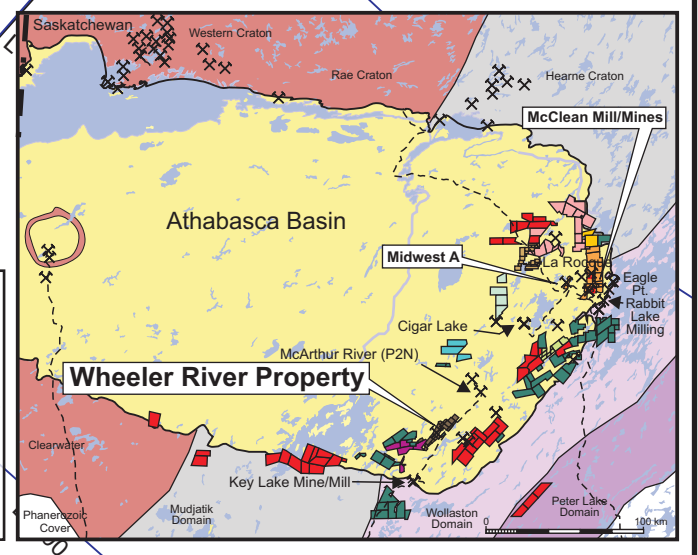 Saskatchewan
Western Craton
Rae Craton
Hearne Craton
McClean Mill/Mines
Athabasca Basin
Midwest A
La Rocque
Eagle
Pt.
Rabbit
Lake
Milling
Cigar Lake
McArthur River (P2N)
Wheeler River Property
Clearwater
Key Lake Mine/Mill
Mudjatik
Domain
Phanerozoic
Cover
Wollaston
Domain
Peter Lake
Domain
0
100 km